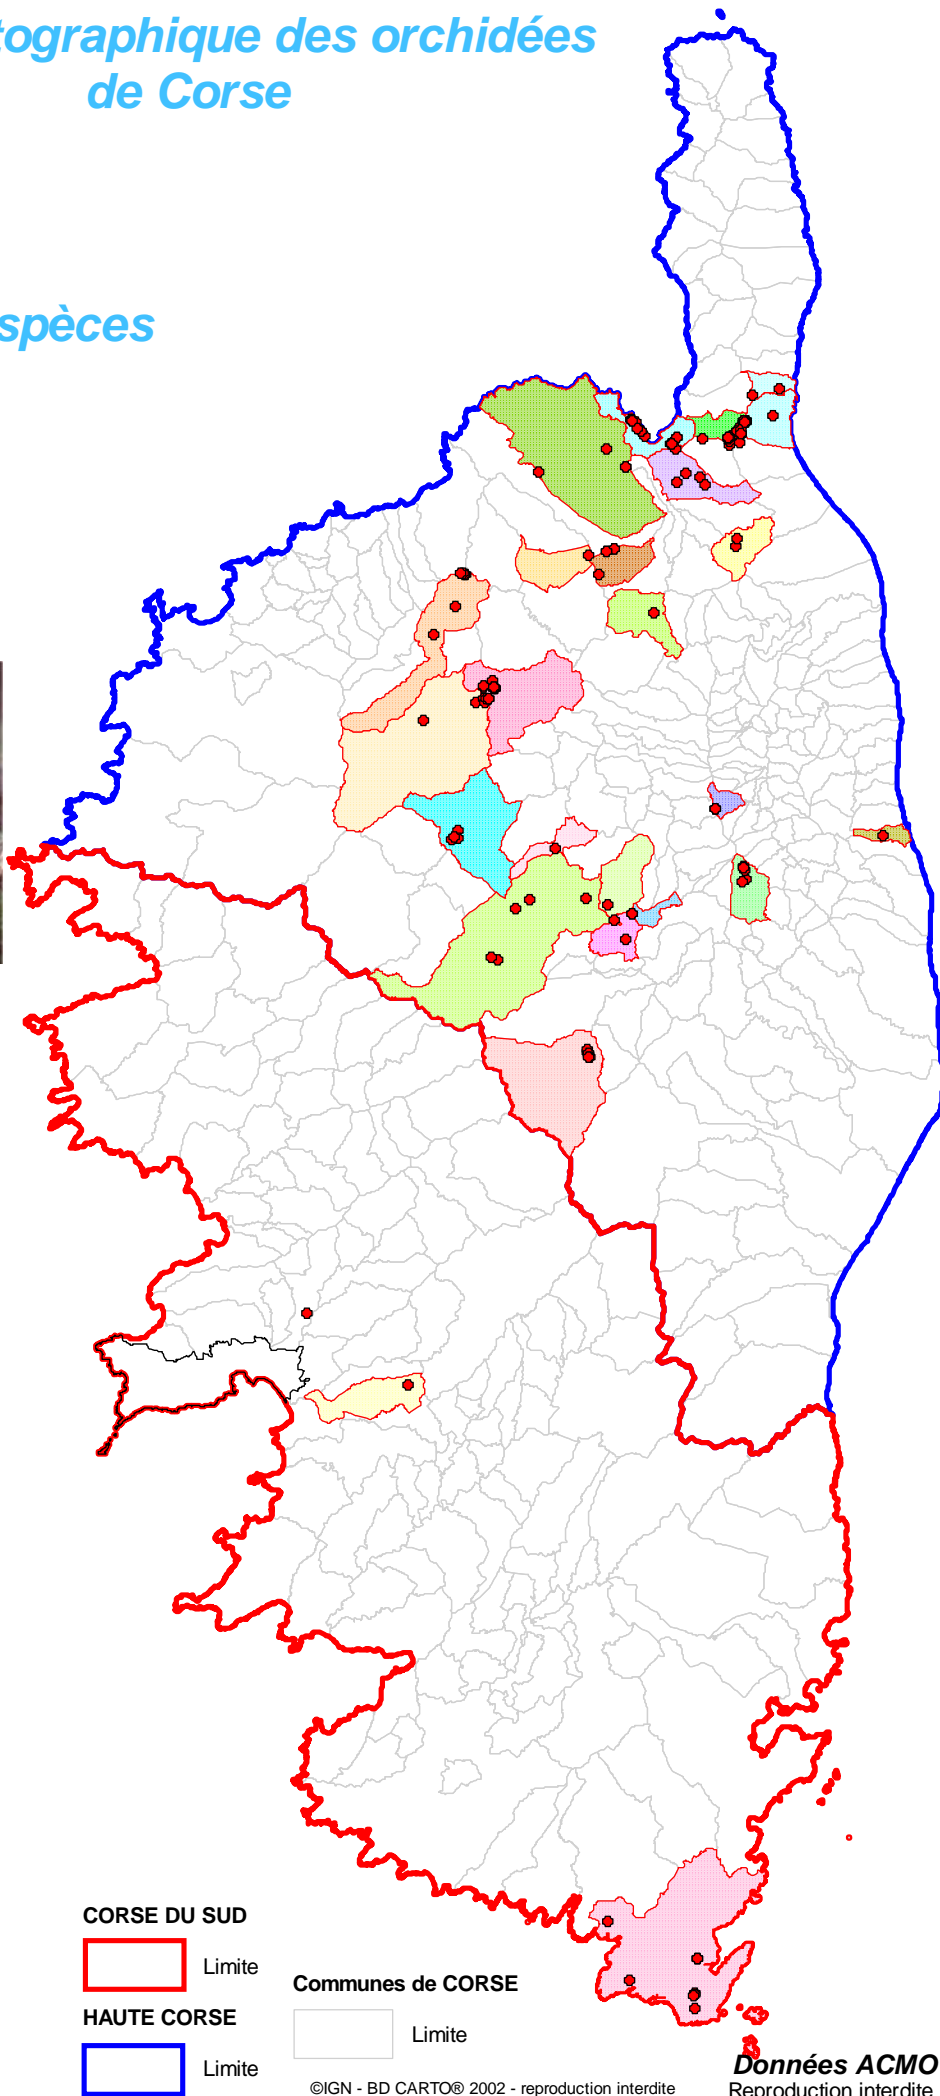 tographique des orchidées
de Corse
spèces
CORSE DU SUD
Limite
HAUTE CORSE
Limite
Communes de CORSE
Limite
©IGN - BD CARTO® 2002 - reproduction interdite
Données ACMO
Reproduction interdite